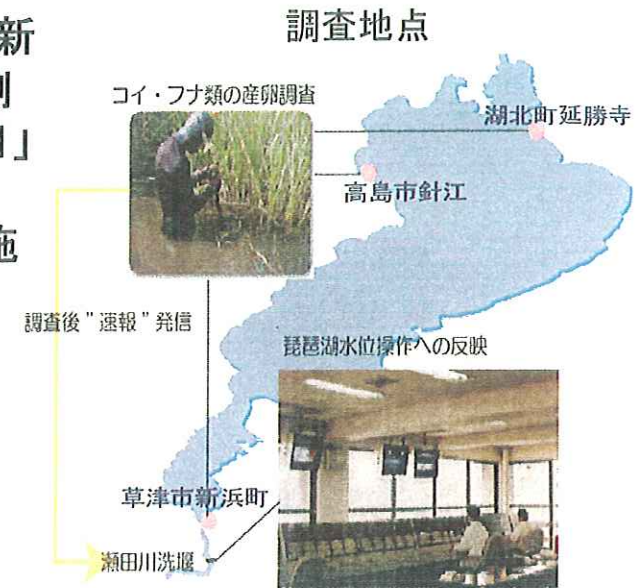 新
調査地点
コイ・フナ類の産卵調査
湖北町延勝寺
」
高島市針江
施
調査後 " 速報 " 発信
琵琶湖水位操作への反映
草津市新浜町
瀬田川洗堰